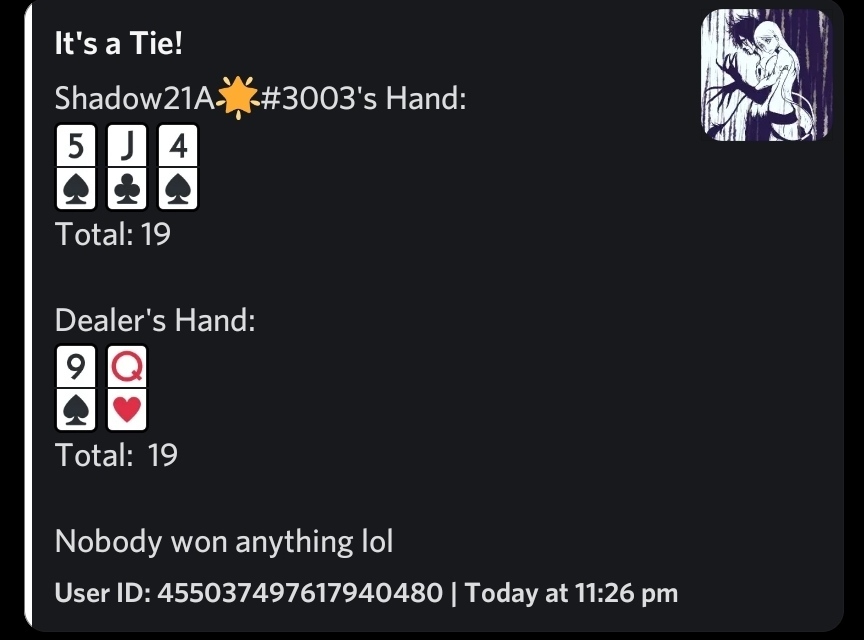 It's a Tie!
Shadow21A🌟#3003's Hand:
5 J 4
♠ ♣ ♠
Total: 19
Dealer's Hand:
9 Q
♠ ♥
Total: 19
Nobody won anything lol
User ID: 455037497617940480 | Today at 11:26 pm